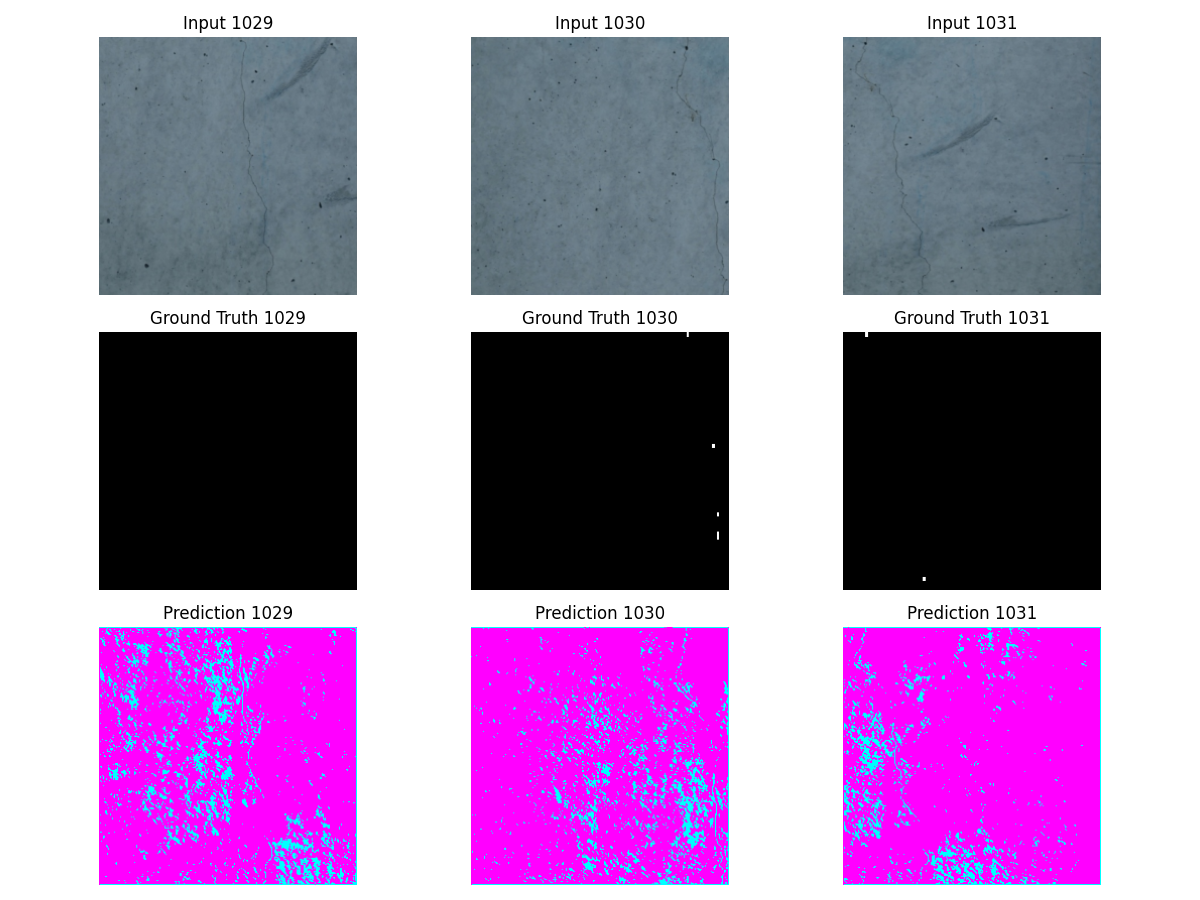 Input 1029
Input 1030
Input 1031
Ground Truth 1029
Ground Truth 1030
Ground Truth 1031
Prediction 1029
Prediction 1030
Prediction 1031